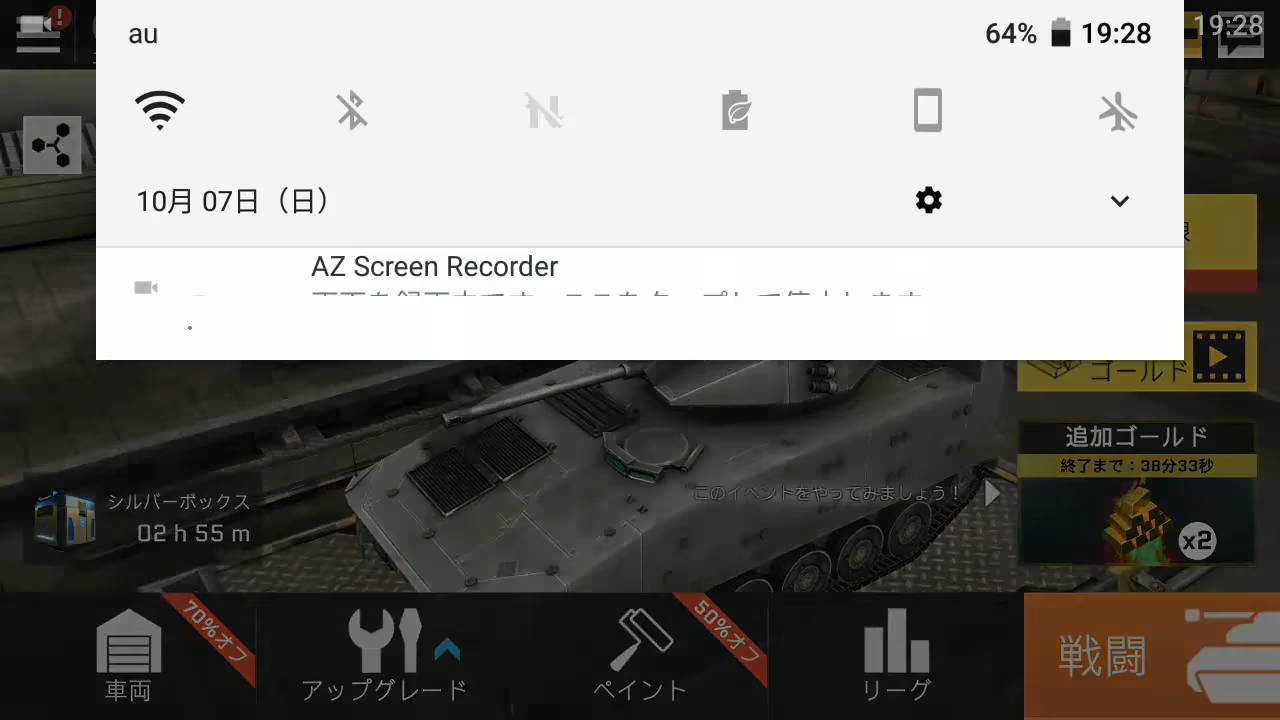 au
64%
19:28
19:28
10月 07日（日）
AZ Screen Recorder
ゴールド
追加ゴールド
終了まで：38分33秒
x2
このイベントをやってみましょう！
シルバーボックス
02 h 55 m
70%オフ
50%オフ
車両
アップグレード
ペイント
リーグ
戦闘